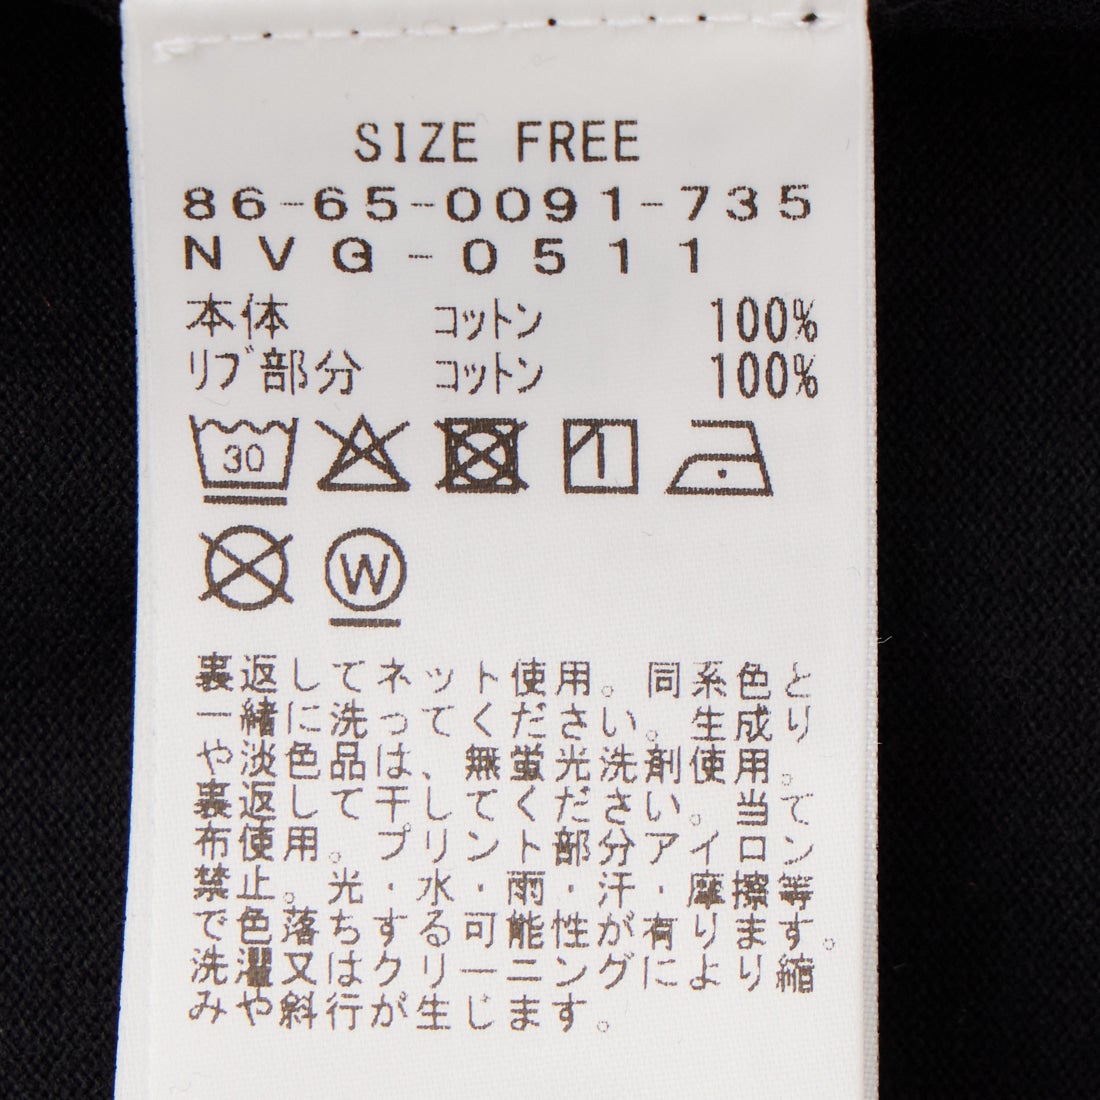 SIZE FREE
86-65-0091-735
NVG-0511
本体 コットン 100%
リブ部分 コットン 100%
30
W
裏返してネット使用。同系色と
一緒に洗ってください。生成り
や淡色品は、無蛍光洗剤使用。
裏返して干してください。当て
布使用。プリント部分アイロン
禁止。光・水・雨・汗・摩擦等
で色落ちする可能性が有ります。
洗濯又はクリーニングにより縮
みや斜行が生じます。